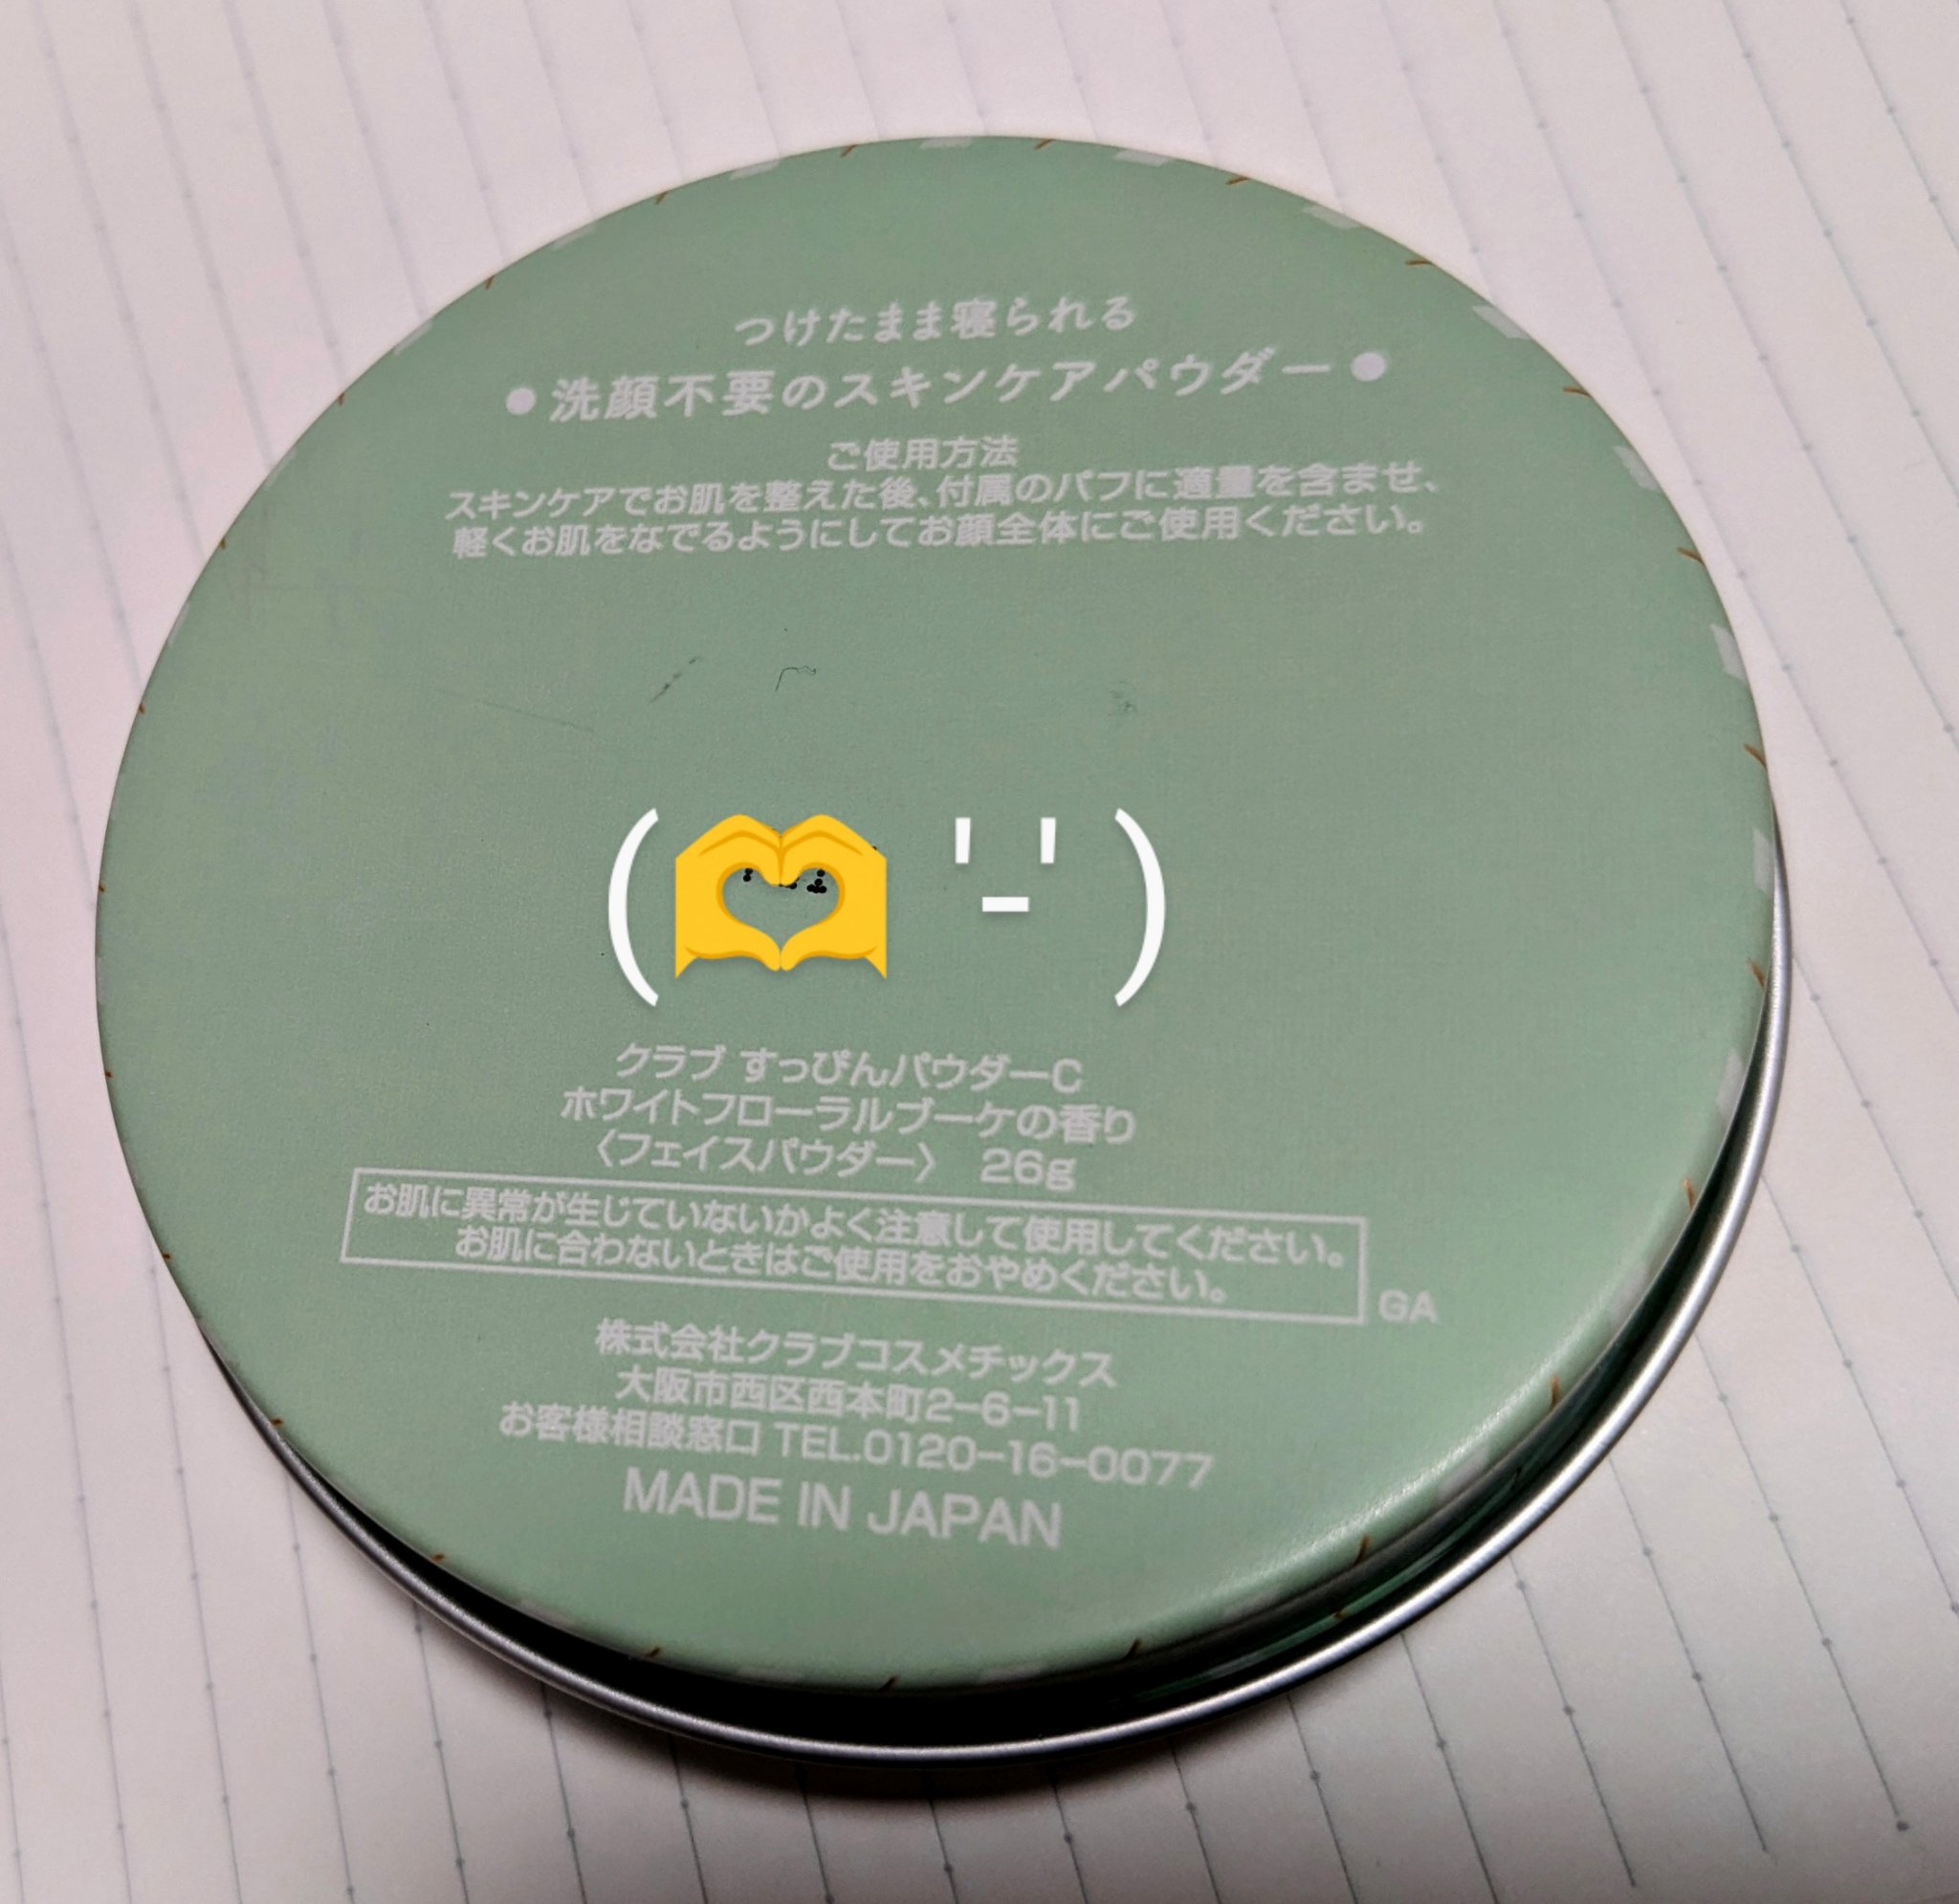 つけたまま寝られる
●洗顔不要のスキンケアパウダー●
ご使用方法
スキンケアでお肌を整えた後、付属のパフに適量を含ませ、
軽くお肌をなでるようにしてお顔全体にご使用ください。
(🫶 '-' )
クラブ すっぴんパウダーC
ホワイトフローラルブーケの香り
〈フェイスパウダー〉 26g
お肌に異常が生じていないかよく注意して使用してください。
お肌に合わないときはご使用をおやめください。
GA
株式会社クラブコスメチックス
大阪市西区西本町2-6-11
お客様相談窓口 TEL.0120-16-0077
MADE IN JAPAN